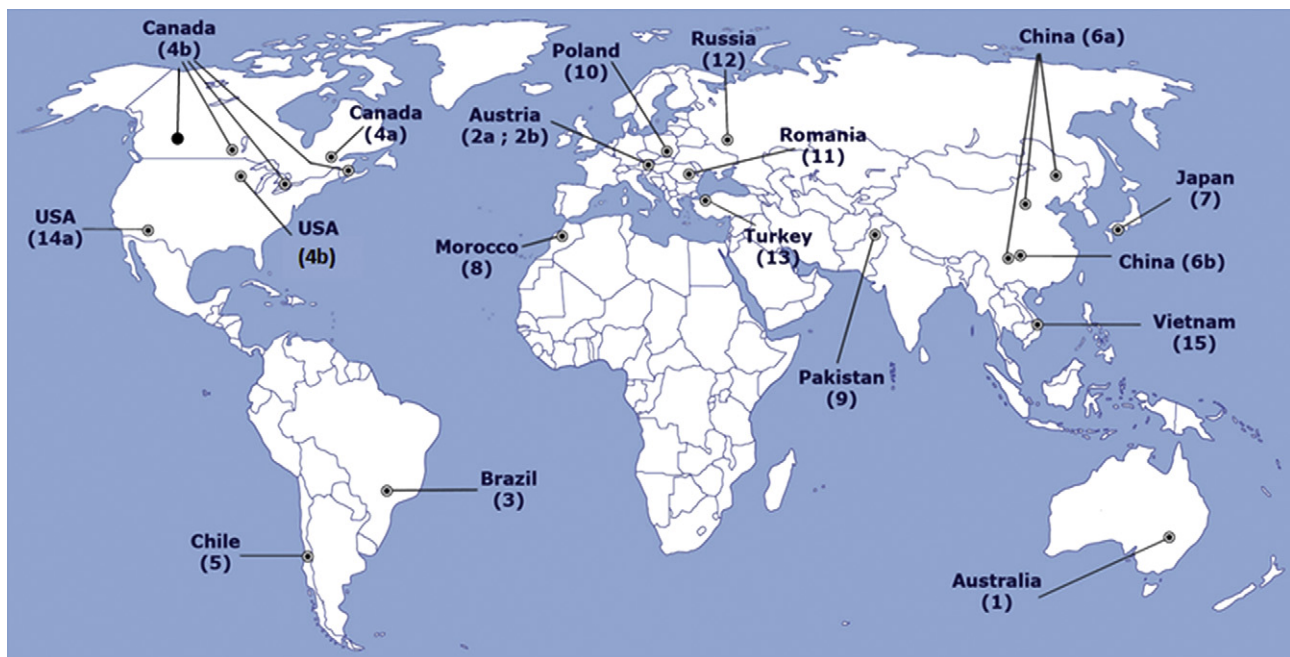 Canada
(4b)
Canada
(4a)
USA
(14a)
USA
(4b)
Poland
(10)
Russia
(12)
Austria
(2a ; 2b)
Romania
(11)
China (6a)
Japan
(7)
Morocco
(8)
Turkey
(13)
China (6b)
Vietnam
(15)
Pakistan
(9)
Brazil
(3)
Chile
(5)
Australia
(1)